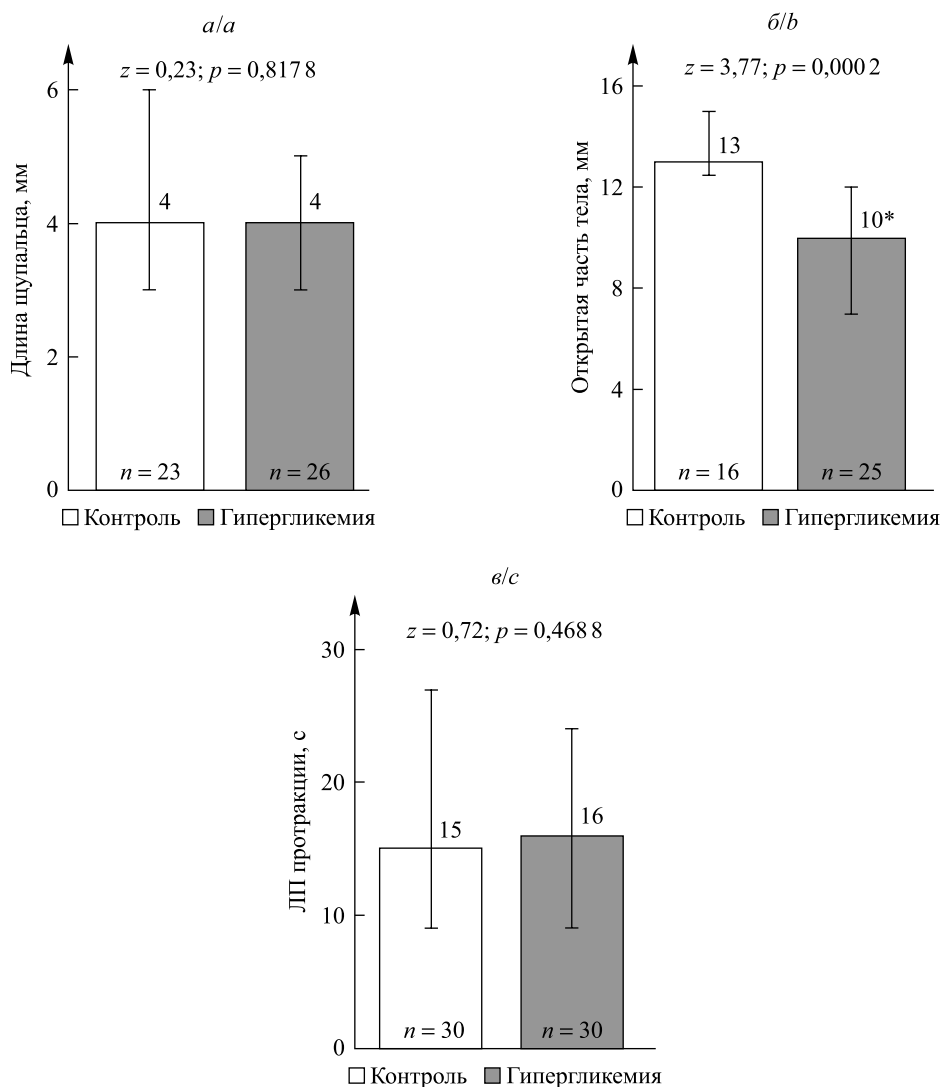 а/a
z = 0,23; p = 0,817 8
Длина щупальца, мм
6
4
2
0
4
4
n = 23
n = 26
Контроль
Гипергликемия
б/b
z = 3,77; p = 0,000 2
Открытая часть тела, мм
16
12
8
4
0
13
10*
n = 16
n = 25
Контроль
Гипергликемия
в/c
z = 0,72; p = 0,468 8
ЛП протракции, с
30
20
10
0
15
16
n = 30
n = 30
Контроль
Гипергликемия